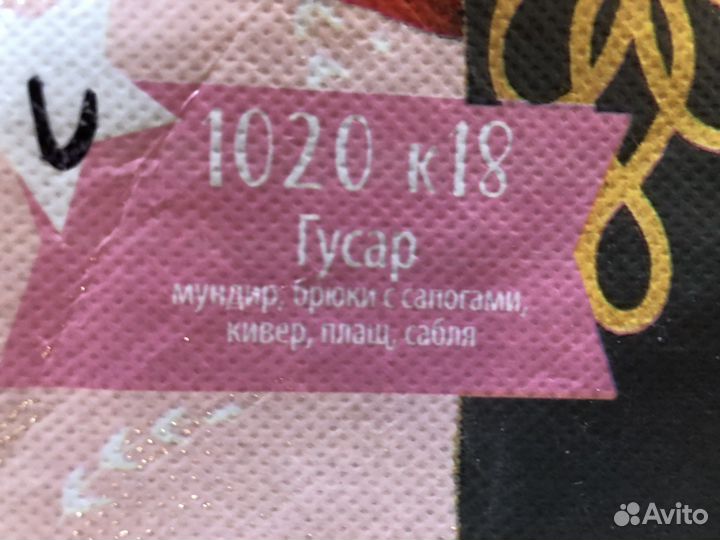 1020 к18
Гусар
мундир, брюки с сапогами,
кивер, плащ, сабля
Avito